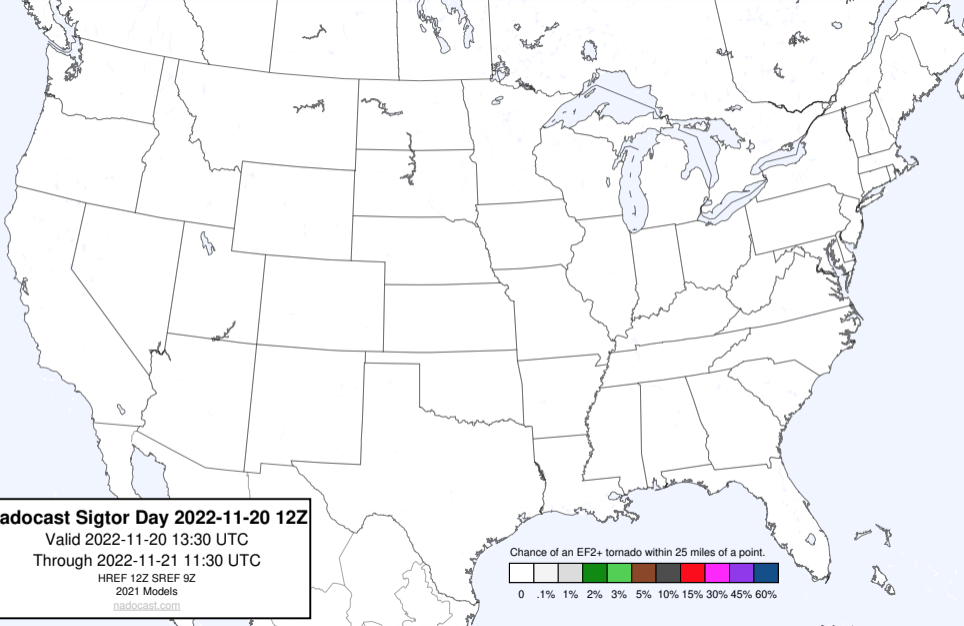 adocast Sigtor Day 2022-11-20 12Z
Valid 2022-11-20 13:30 UTC
Through 2022-11-21 11:30 UTC
HREF 12Z SREF 9Z
2021 Models
nadocast.com
Chance of an EF2+ tornado within 25 miles of a point.
0 .1% 1% 2% 3% 5% 10% 15% 30% 45% 60%